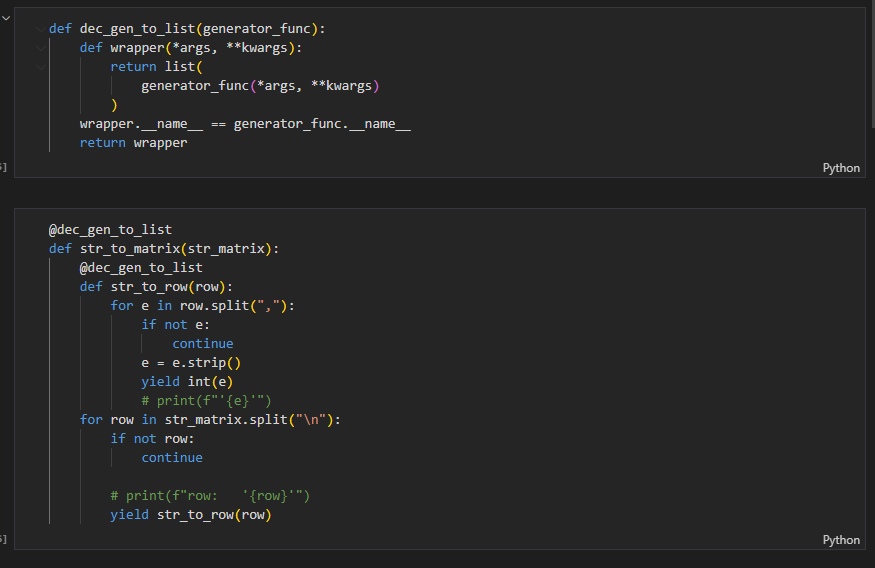 def dec_gen_to_list(generator_func):
    def wrapper(*args, **kwargs):
        return list(
            generator_func(*args, **kwargs)
        )
    wrapper.__name__ == generator_func.__name__
    return wrapper
Python
@dec_gen_to_list
def str_to_matrix(str_matrix):
    @dec_gen_to_list
    def str_to_row(row):
        for e in row.split(","):
            if not e:
                continue
            e = e.strip()
            yield int(e)
            # print(f"'{e}'")
    for row in str_matrix.split("\n"):
        if not row:
            continue

        # print(f"row:   '{row}'")
        yield str_to_row(row)
Python